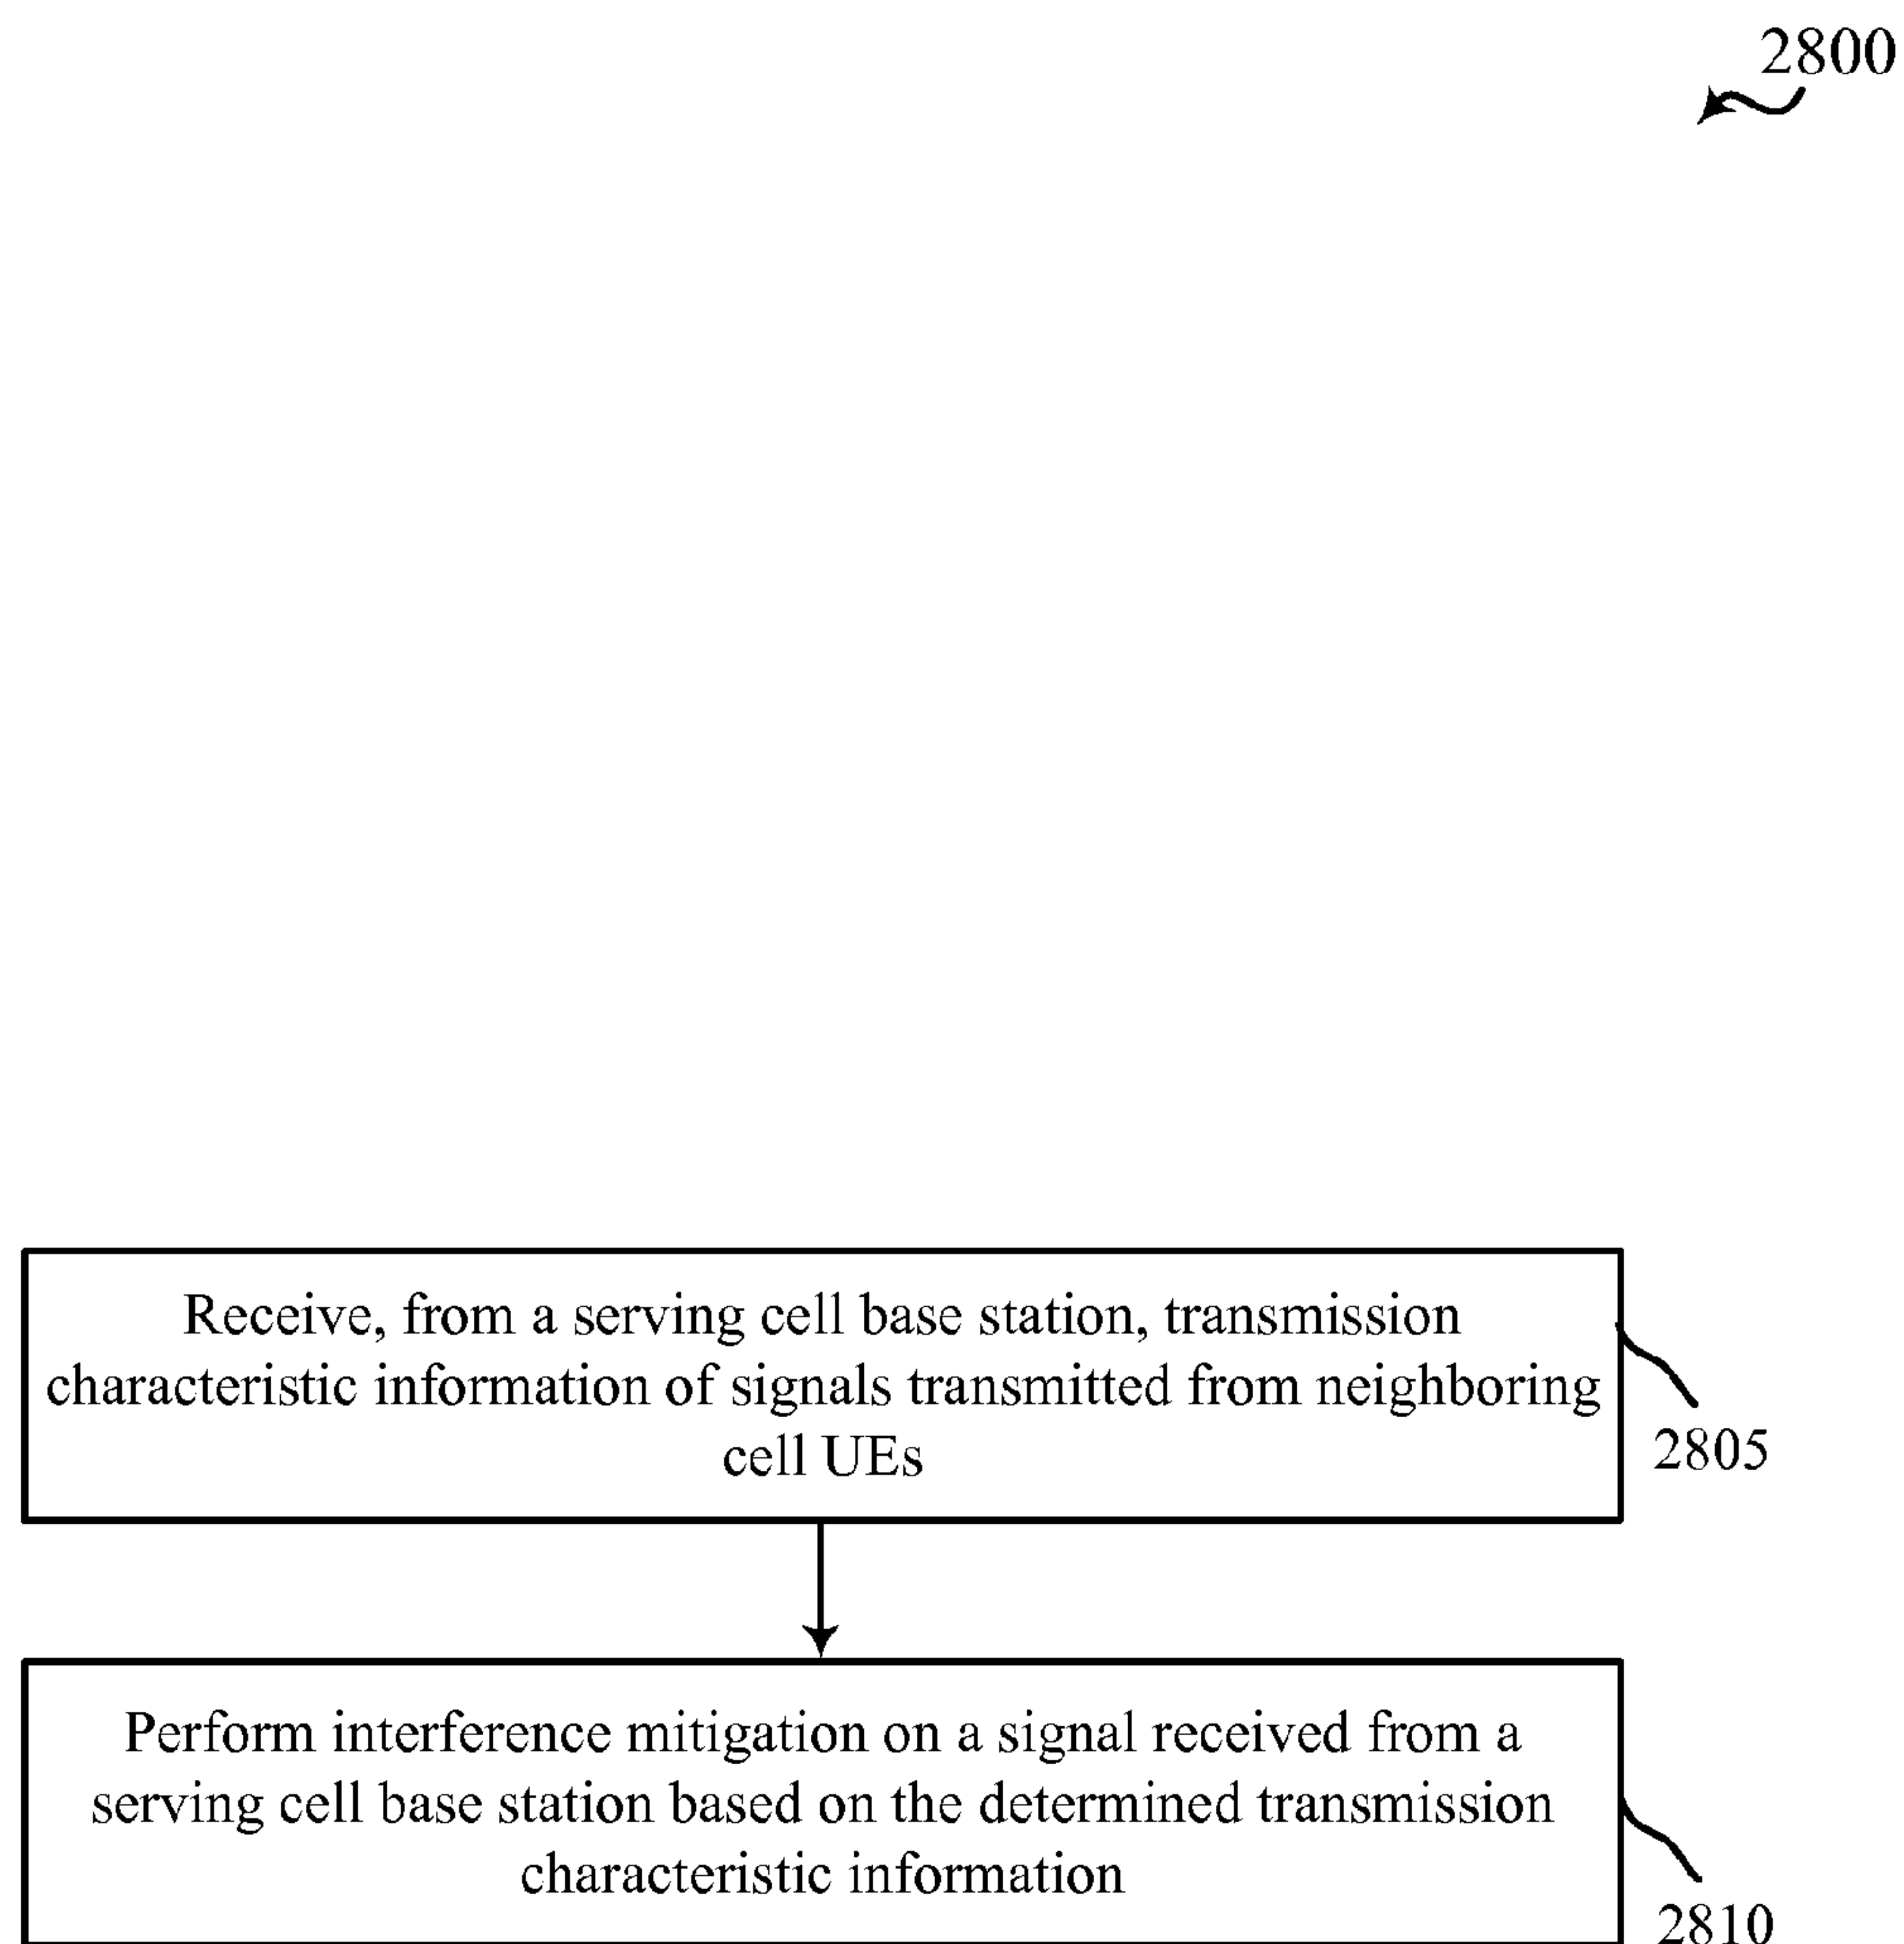 2800
Receive, from a serving cell base station, transmission
characteristic information of signals transmitted from neighboring
cell UEs
2805
Perform interference mitigation on a signal received from a
serving cell base station based on the determined transmission
characteristic information
2810